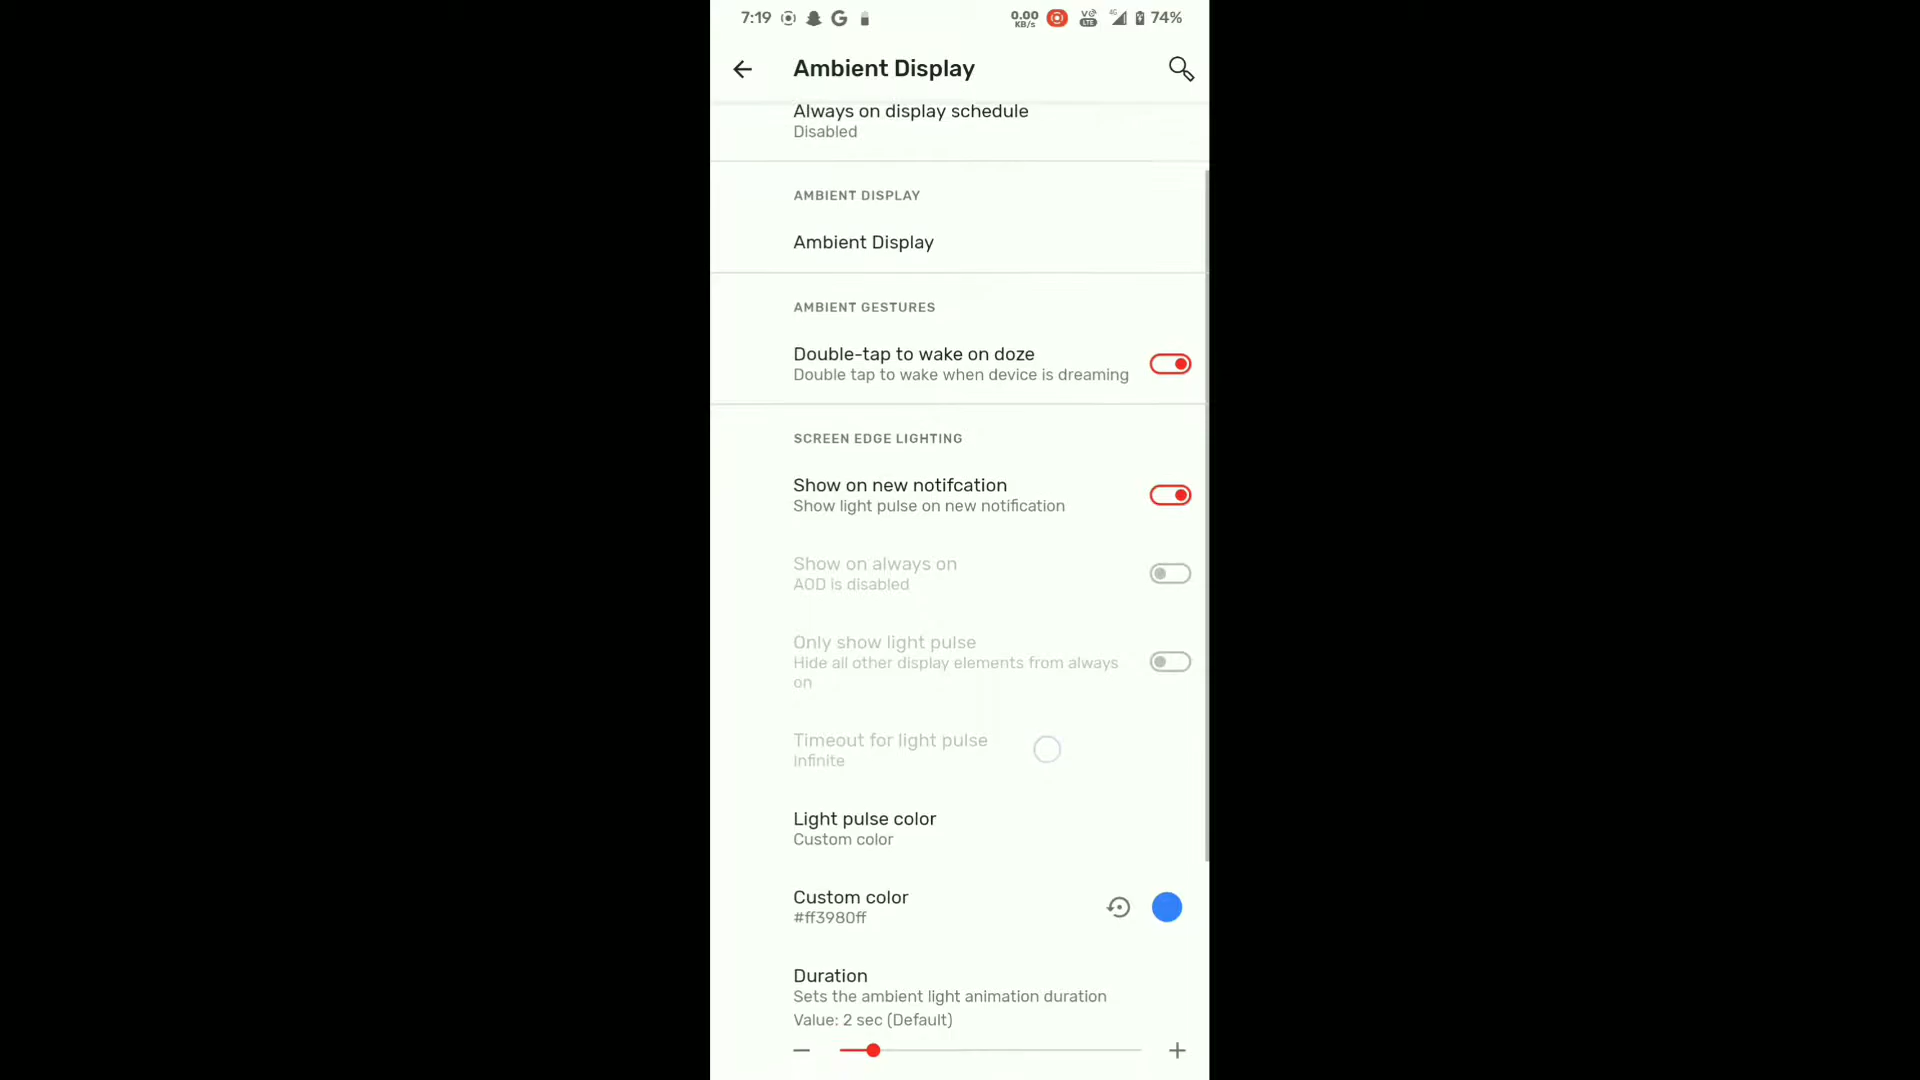 7:19 G 0.00 KB/s VoLTE 4G 74%
Ambient Display
Always on display schedule
Disabled
AMBIENT DISPLAY
Ambient Display
AMBIENT GESTURES
Double-tap to wake on doze
Double tap to wake when device is dreaming
SCREEN EDGE LIGHTING
Show on new notifcation
Show light pulse on new notification
Show on always on
AOD is disabled
Only show light pulse
Hide all other display elements from always
on
Timeout for light pulse
Infinite
Light pulse color
Custom color
Custom color
#ff3980ff
Duration
Sets the ambient light animation duration
Value: 2 sec (Default)